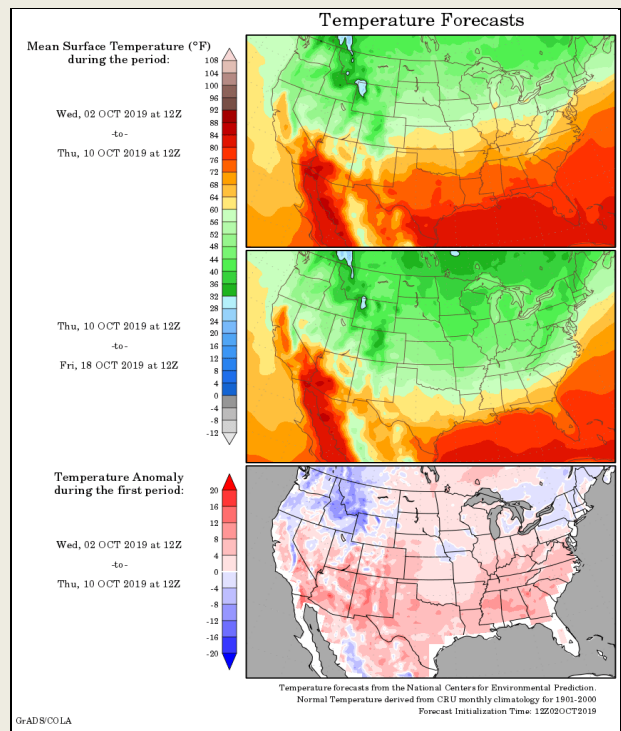 Temperature Forecasts
Mean Surface Temperature (°F)
during the period:
Wed, 02 OCT 2019 at 12Z
-to-
Thu, 10 OCT 2019 at 12Z
108
104
100
96
92
88
84
80
76
72
68
64
60
56
52
48
44
40
36
32
30
28
24
20
16
12
8
4
0
-4
-8
-12
Thu, 10 OCT 2019 at 12Z
-to-
Fri, 18 OCT 2019 at 12Z
Temperature Anomaly
during the first period:
Wed, 02 OCT 2019 at 12Z
-to-
Thu, 10 OCT 2019 at 12Z
20
16
12
8
4
0
-4
-8
-12
-16
-20
Temperature forecasts from the National Centers for Environmental Prediction.
Normal Temperature derived from CRU monthly climatology for 1901-2000
Forecast Initialization Time: 12Z02OCT2019
GrADS/COLA